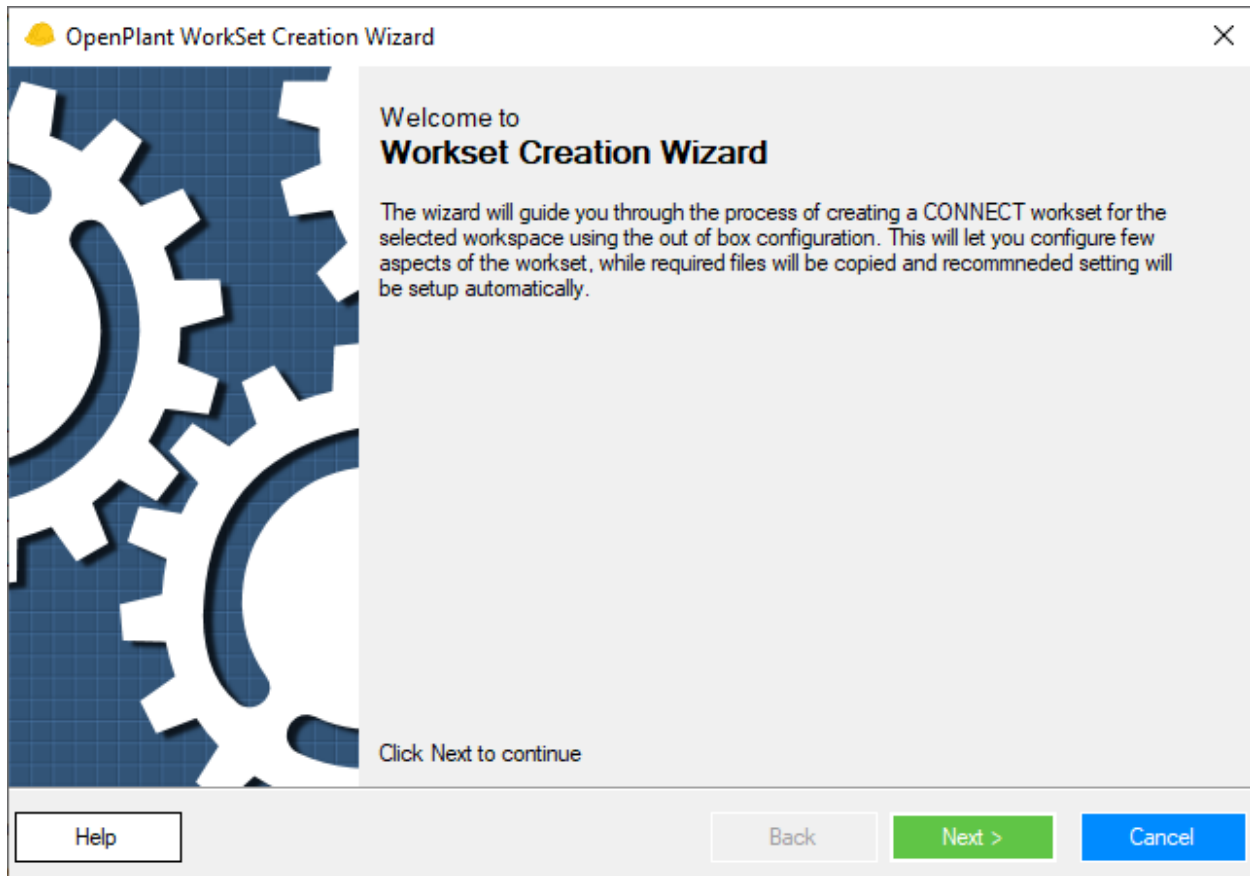 OpenPlant WorkSet Creation Wizard
Welcome to
Workset Creation Wizard
The wizard will guide you through the process of creating a CONNECT workset for the
selected workspace using the out of box configuration. This will let you configure few
aspects of the workset, while required files will be copied and recommneded setting will
be setup automatically.
Click Next to continue
Help
Back
Next >
Cancel